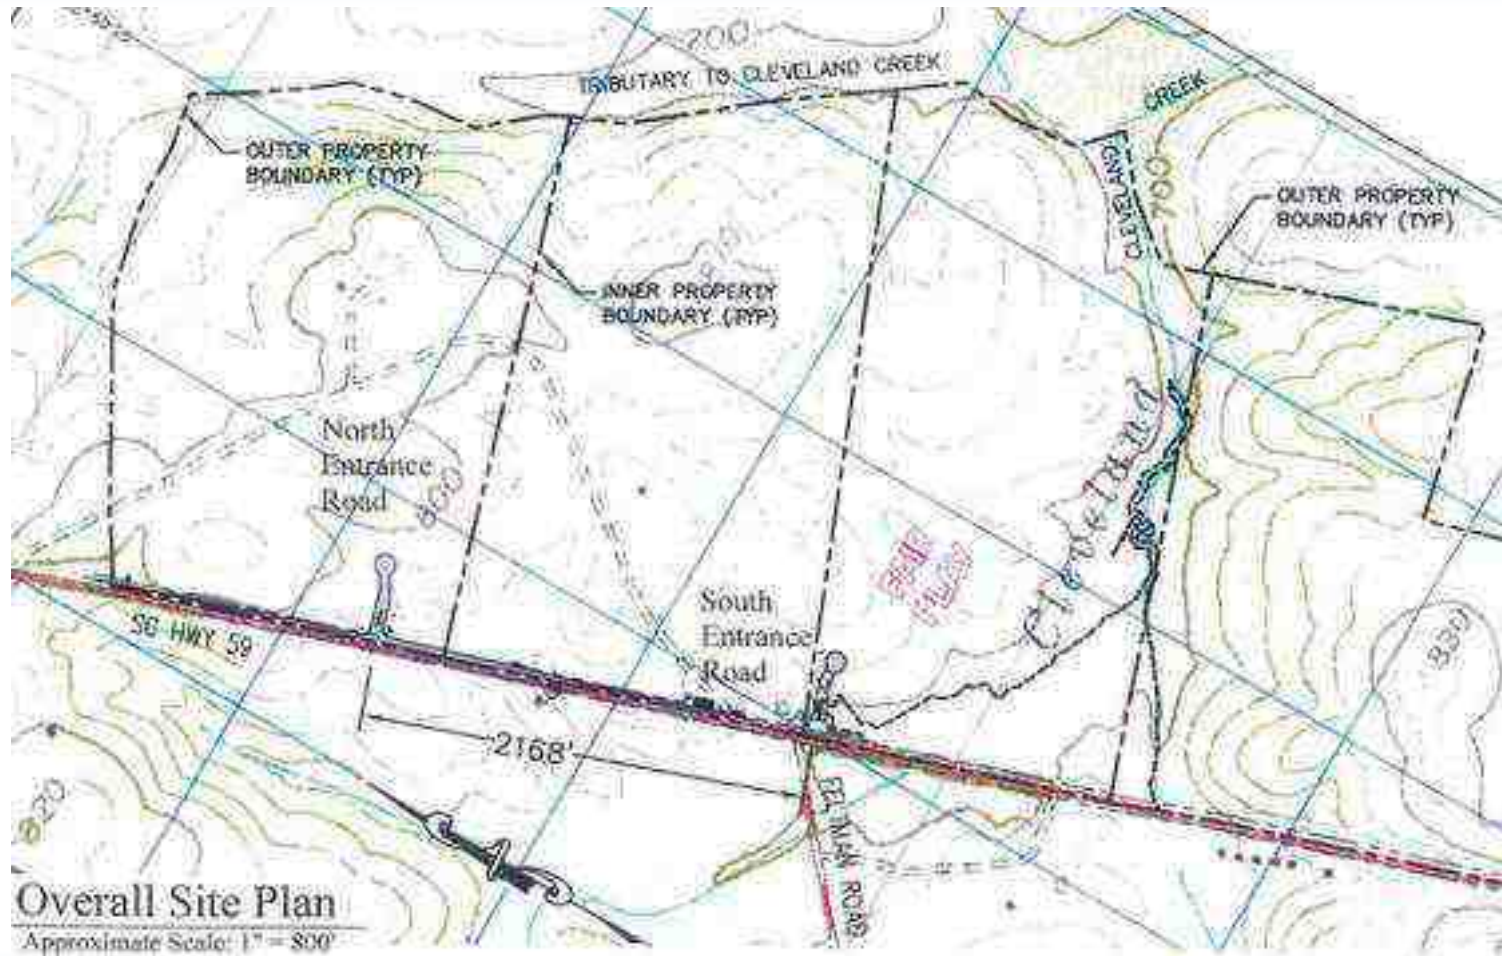 200
TRIBUTARY TO CLEVELAND CREEK
CREEK
CLEVELAND
700
OUTER PROPERTY
BOUNDARY (TYP)
OUTER PROPERTY
BOUNDARY (TYP)
INNER PROPERTY
BOUNDARY (TYP)
North
Entrance
Road
800
Cleveland
South
Entrance
Road
SC HWY 59
830
2168'
820
FELTMAN ROAD
Overall Site Plan
Approximate Scale: 1" = 800'